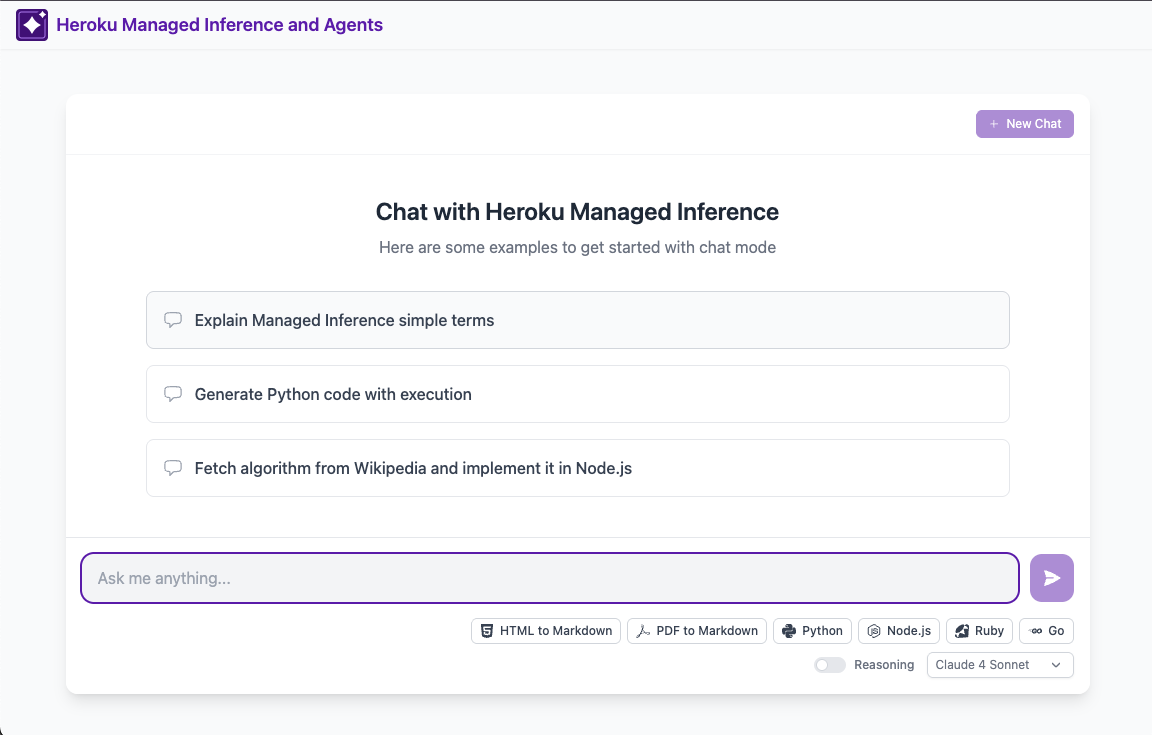 Heroku Managed Inference and Agents
+ New Chat
Chat with Heroku Managed Inference
Here are some examples to get started with chat mode
Explain Managed Inference simple terms
Generate Python code with execution
Fetch algorithm from Wikipedia and implement it in Node.js
Ask me anything...
HTML to Markdown PDF to Markdown Python Node.js Ruby Go
Reasoning Claude 4 Sonnet